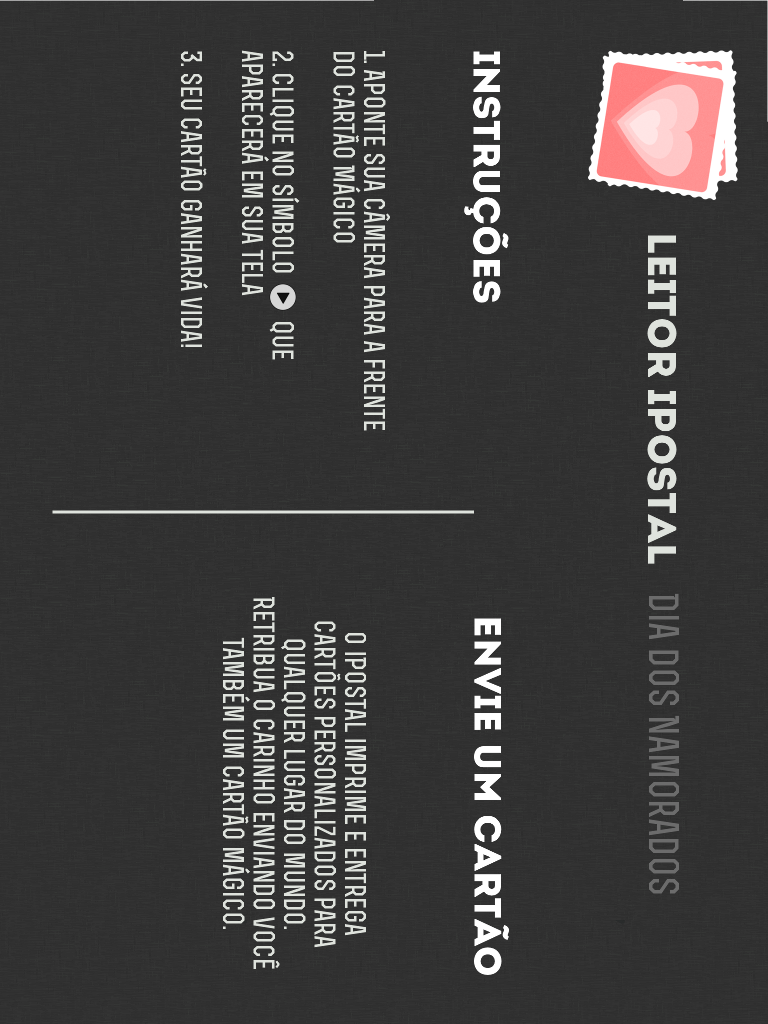 LEITOR IPOSTAL DIA DOS NAMORADOS
INSTRUÇÕES
1. APONTE SUA CÂMERA PARA A FRENTE
DO CARTÃO MÁGICO
2. CLIQUE NO SÍMBOLO QUE
APARECERÁ EM SUA TELA
3. SEU CARTÃO GANHARÁ VIDA!
ENVIE UM CARTÃO
O IPOSTAL IMPRIME E ENTREGA
CARTÕES PERSONALIZADOS PARA
QUALQUER LUGAR DO MUNDO.
RETRIBUA O CARINHO ENVIANDO VOCÊ
TAMBÉM UM CARTÃO MÁGICO.